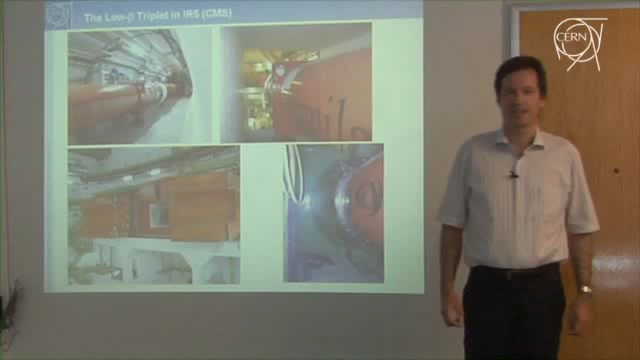 CERN
The Low-β Triplet in IR5 (CMS)